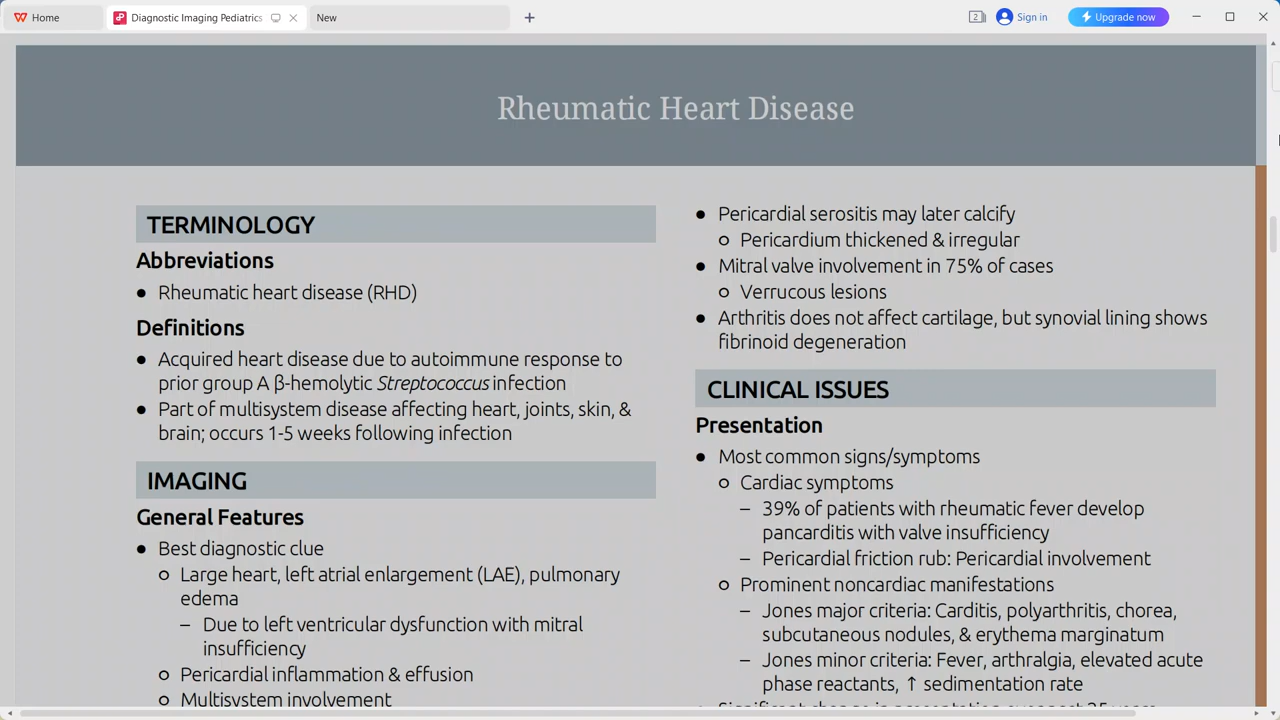 Home
Diagnostic Imaging Pediatrics
New
2
Sign in
Upgrade now
Rheumatic Heart Disease
TERMINOLOGY
Abbreviations
● Rheumatic heart disease (RHD)
Definitions
● Acquired heart disease due to autoimmune response to
prior group A β-hemolytic Streptococcus infection
● Part of multisystem disease affecting heart, joints, skin, &
brain; occurs 1-5 weeks following infection
IMAGING
General Features
● Best diagnostic clue
○ Large heart, left atrial enlargement (LAE), pulmonary
edema
– Due to left ventricular dysfunction with mitral
insufficiency
○ Pericardial inflammation & effusion
○ Multisystem involvement
● Pericardial serositis may later calcify
○ Pericardium thickened & irregular
● Mitral valve involvement in 75% of cases
○ Verrucous lesions
● Arthritis does not affect cartilage, but synovial lining shows
fibrinoid degeneration
CLINICAL ISSUES
Presentation
● Most common signs/symptoms
○ Cardiac symptoms
– 39% of patients with rheumatic fever develop
pancarditis with valve insufficiency
– Pericardial friction rub: Pericardial involvement
○ Prominent noncardiac manifestations
– Jones major criteria: Carditis, polyarthritis, chorea,
subcutaneous nodules, & erythema marginatum
– Jones minor criteria: Fever, arthralgia, elevated acute
phase reactants, ↑ sedimentation rate